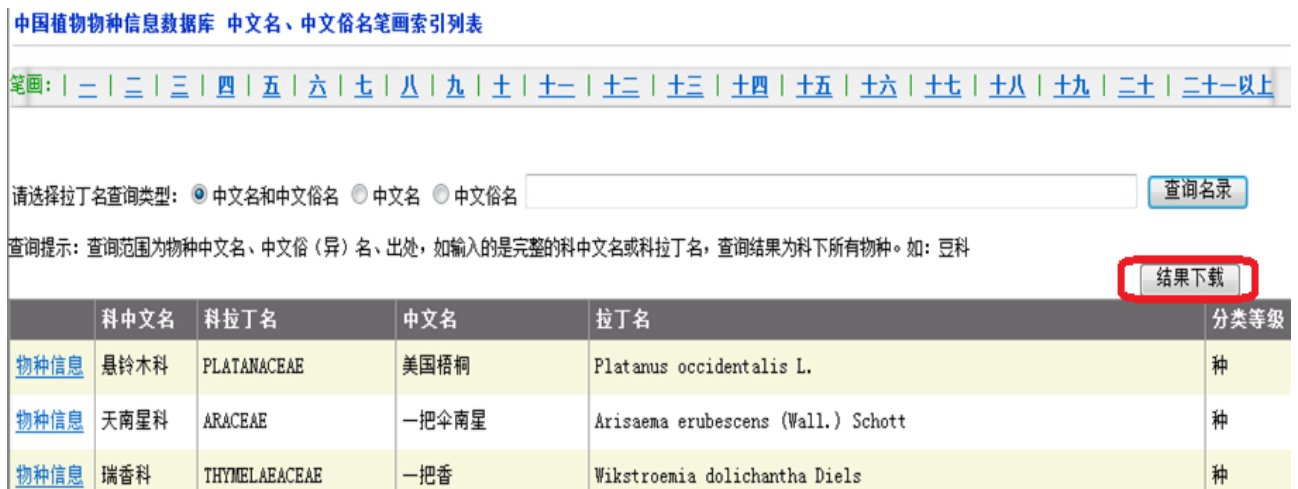 中国植物物种信息数据库 中文名、中文俗名笔画索引列表
笔画: | 一 | 二 | 三 | 四 | 五 | 六 | 七 | 八 | 九 | 十 | 十一 | 十二 | 十三 | 十四 | 十五 | 十六 | 十七 | 十八 | 十九 | 二十 | 二十一以上
请选择拉丁名查询类型: 中文名和中文俗名 中文名 中文俗名 查询名录
查询提示: 查询范围为物种中文名、中文俗（异）名、出处，如输入的是完整的科中文名或科拉丁名，查询结果为科下所有物种。如: 豆科
结果下载
科中文名 科拉丁名 中文名 拉丁名 分类等级
物种信息 悬铃木科 PLATANACEAE 美国梧桐 Platanus occidentalis L. 种
物种信息 天南星科 ARACEAE 一把伞南星 Arisaema erubescens (Wall.) Schott 种
物种信息 瑞香科 THYMELAEACEAE 一把香 Wikstroemia dolichantha Diels 种